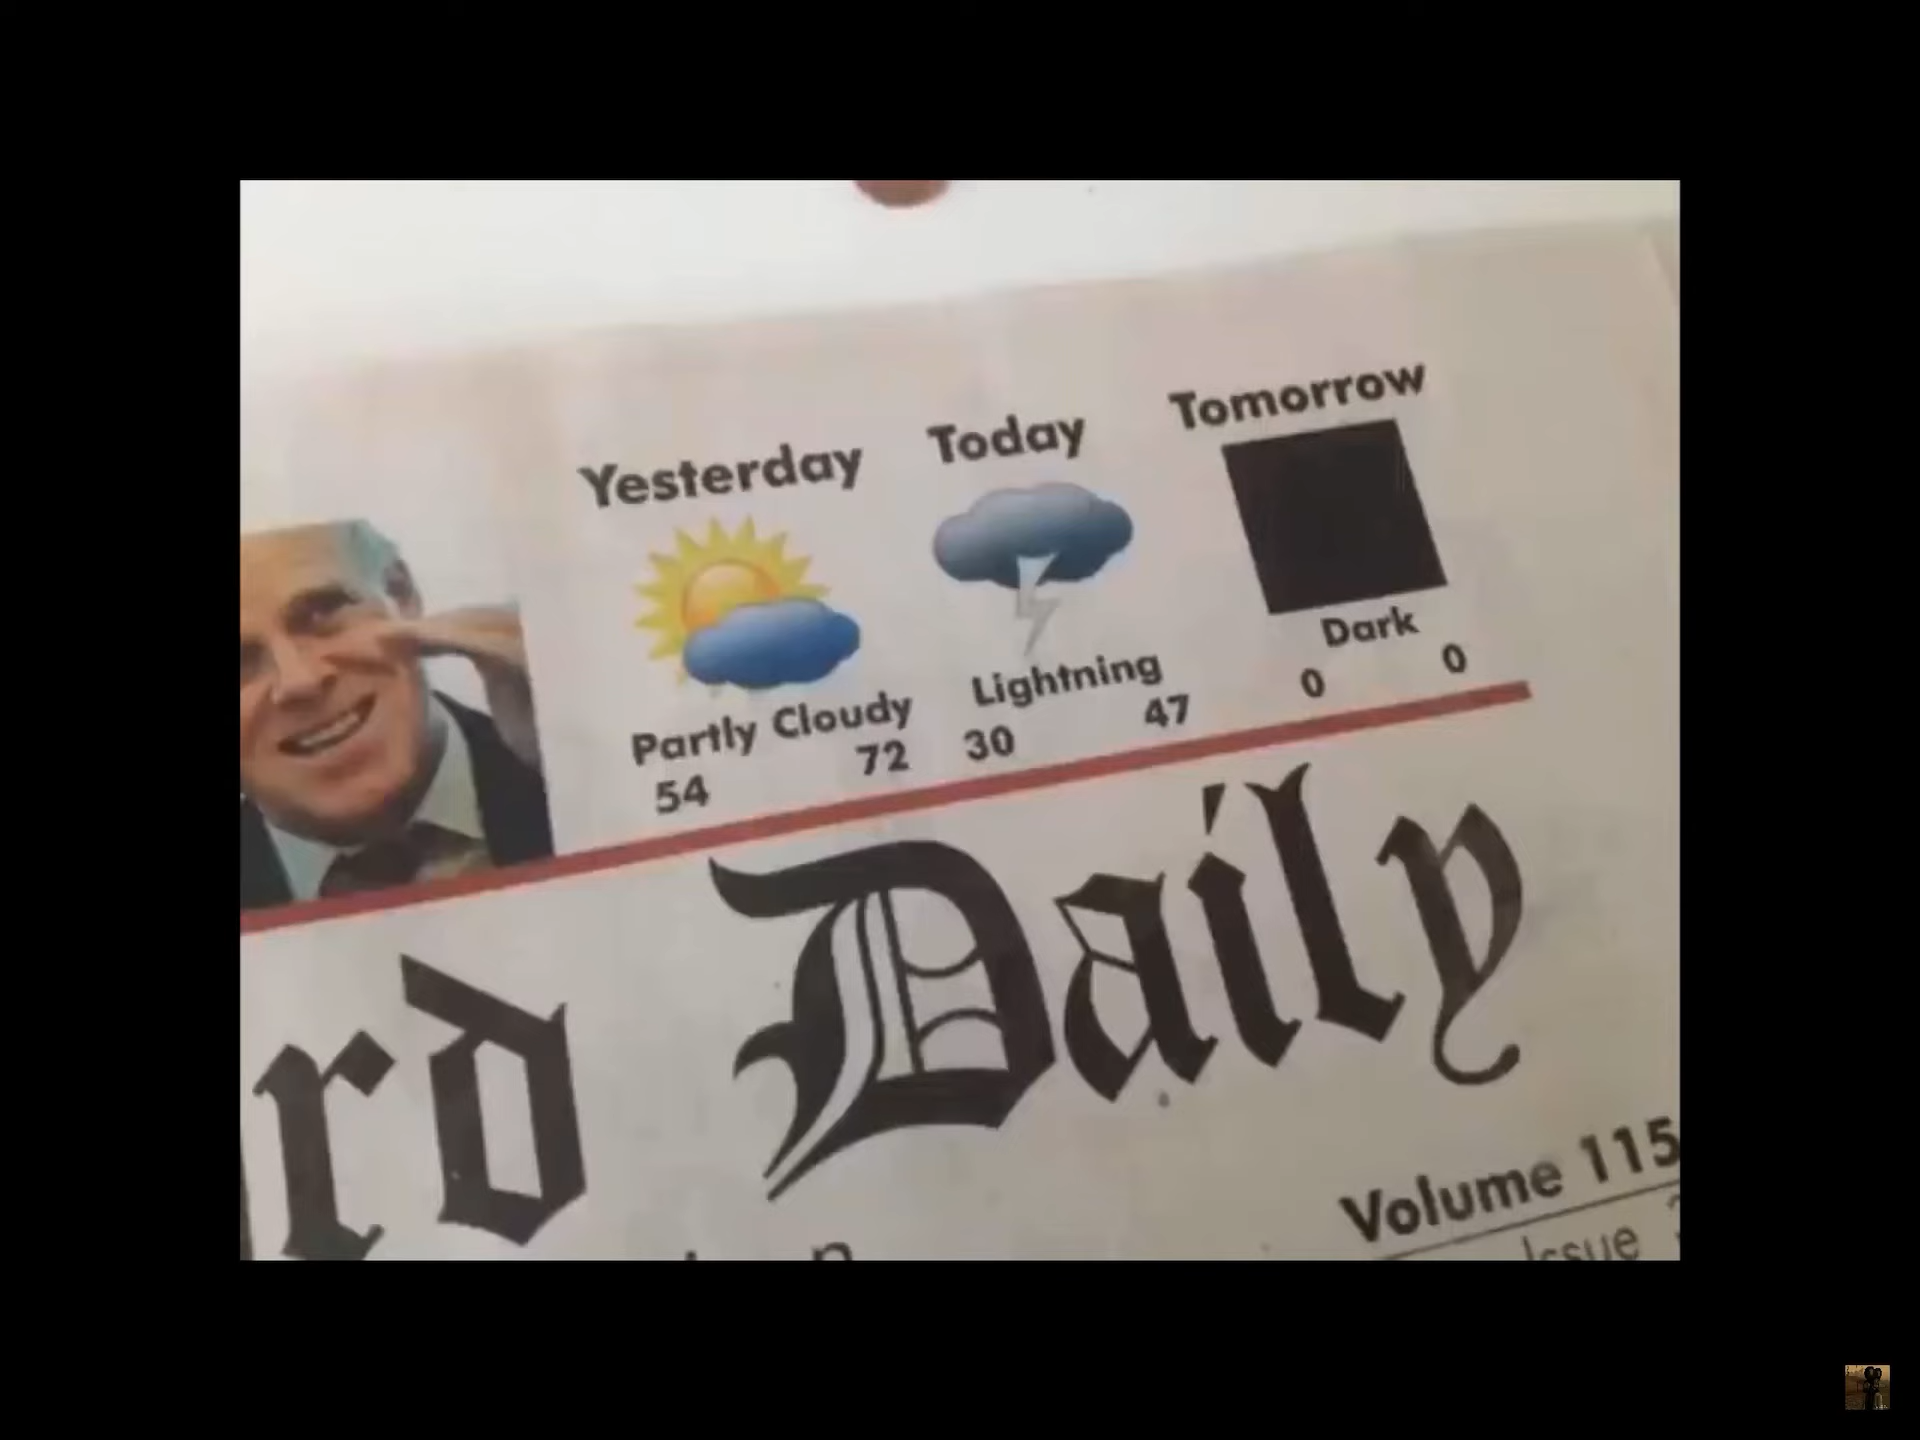 Yesterday Today Tomorrow
Partly Cloudy Lightning Dark
54 72 30 47 0 0
rd Daily
Volume 115
Issue